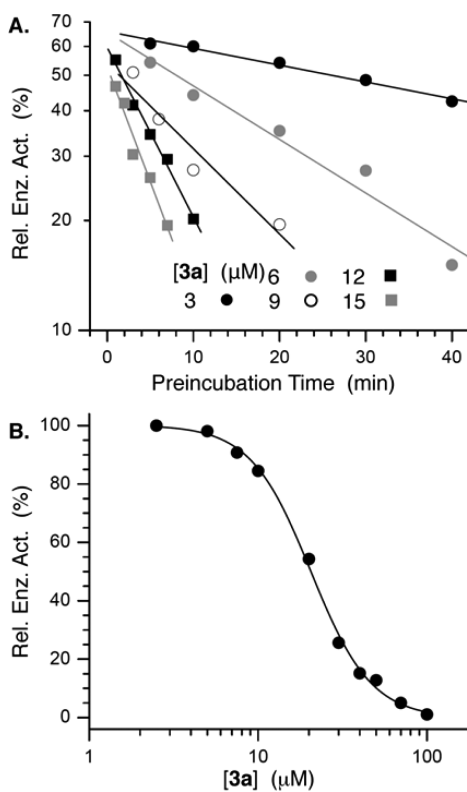 A.
70
60
50
40
30
20
10
Rel. Enz. Act. (%)
[3a] (μM) 6 12
3 9 15
0 10 20 30 40
Preincubation Time (min)
B.
100
80
60
40
20
0
Rel. Enz. Act. (%)
1 10 100
[3a] (μM)